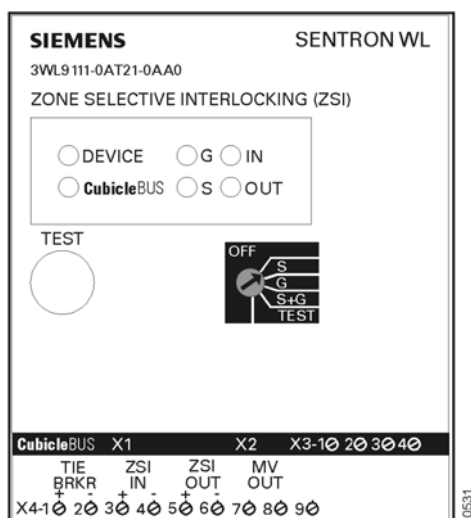 SIEMENS SENTRON WL
3WL9111-0AT21-0AA0
ZONE SELECTIVE INTERLOCKING (ZSI)
DEVICE G IN
CubicleBUS S OUT
TEST
OFF
S
G
S+G
TEST
CubicleBUS X1 X2 X3-1 2 3 4
TIE ZSI ZSI MV
BRKR IN OUT OUT
+ - + - + -
X4-1 2 3 4 5 6 7 8 9
0531